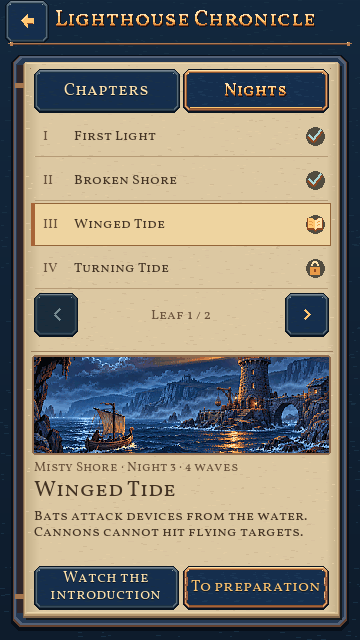 Lighthouse Chronicle
Chapters
Nights
I First Light
II Broken Shore
III Winged Tide
IV Turning Tide
Leaf 1 / 2
Misty Shore · Night 3 · 4 waves
Winged Tide
Bats attack devices from the water.
Cannons cannot hit flying targets.
Watch the
introduction
To preparation